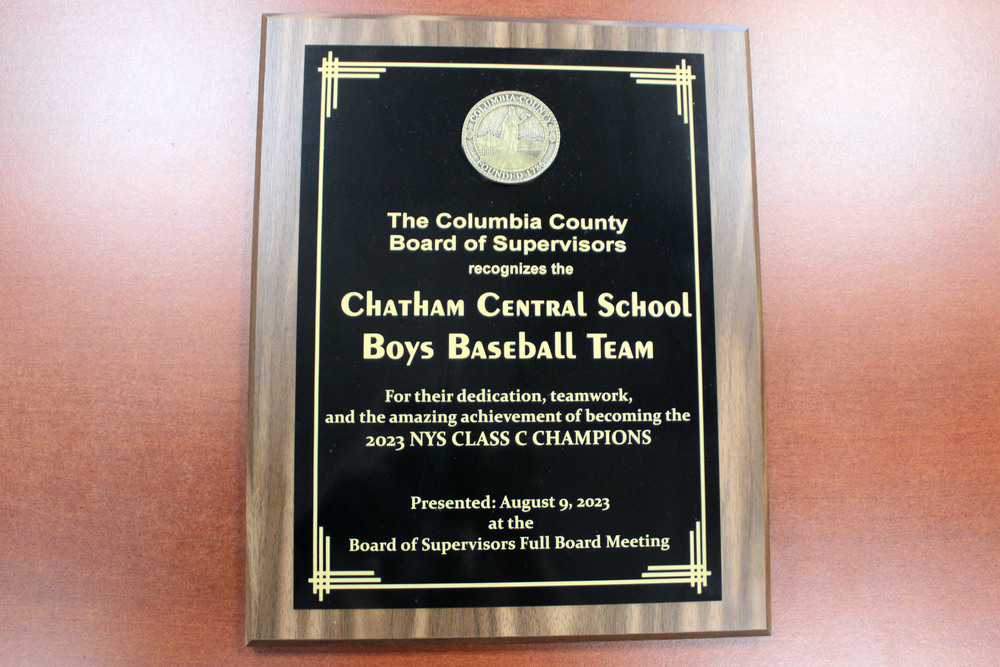 COLUMBIA COUNTY
FOUNDED 1786
The Columbia County
Board of Supervisors
recognizes the
CHATHAM CENTRAL SCHOOL
BOYS BASEBALL TEAM
For their dedication, teamwork,
and the amazing achievement of becoming the
2023 NYS CLASS C CHAMPIONS
Presented: August 9, 2023
at the
Board of Supervisors Full Board Meeting